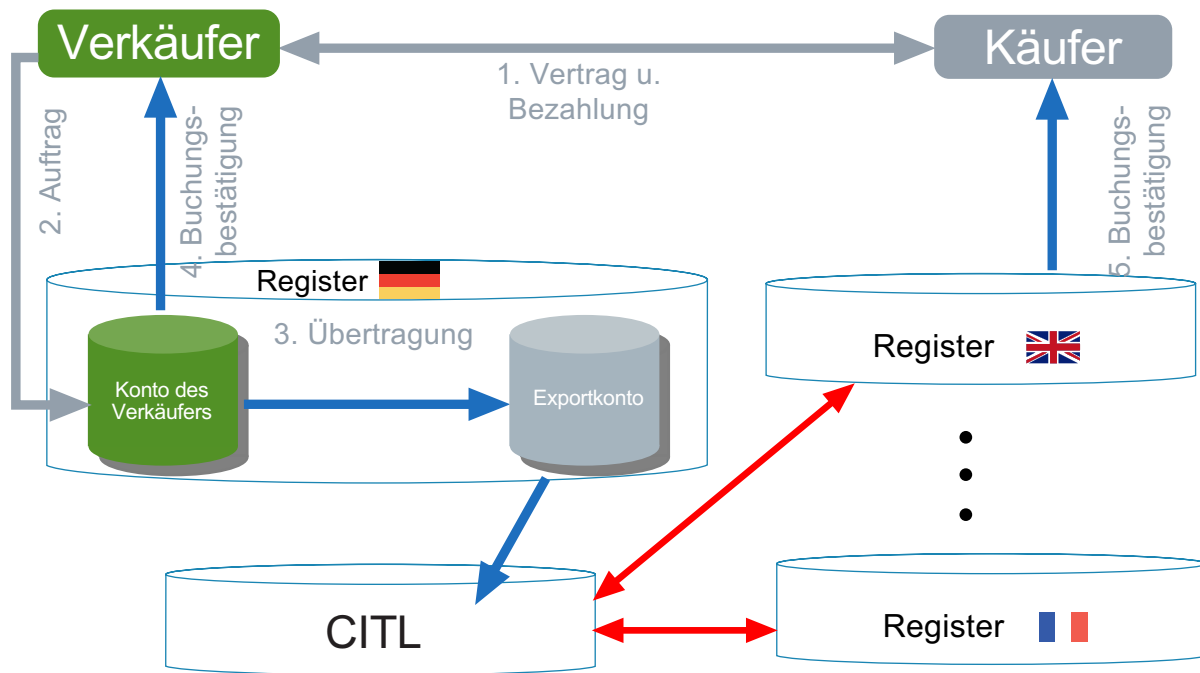 Verkäufer
Käufer
1. Vertrag u.
Bezahlung
2. Auftrag
4. Buchungs-
bestätigung
5. Buchungs-
bestätigung
Register
3. Übertragung
Konto des
Verkäufers
Exportkonto
Register
CITL
Register